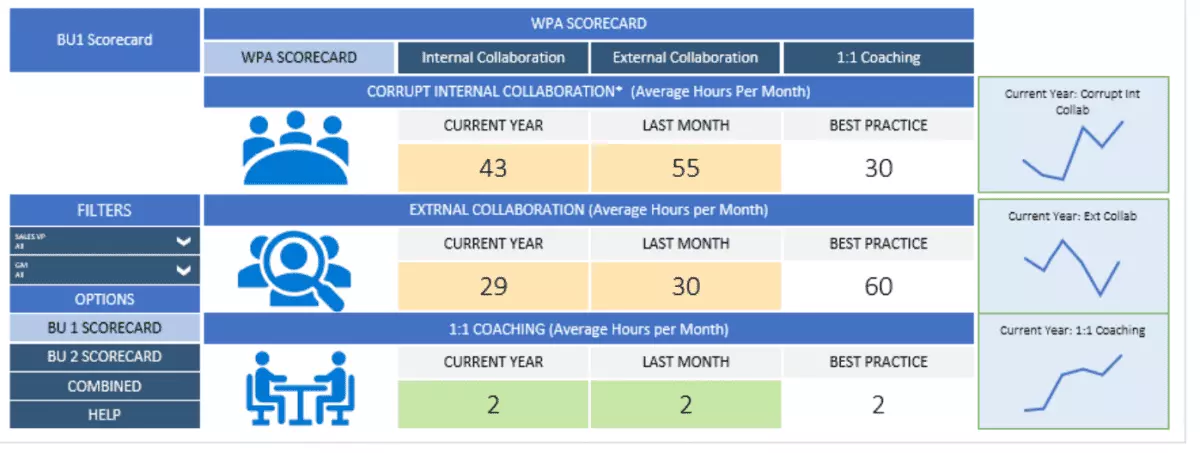 BU1 Scorecard
WPA SCORECARD
WPA SCORECARD
Internal Collaboration
External Collaboration
1:1 Coaching
CORRUPT INTERNAL COLLABORATION* (Average Hours Per Month)
CURRENT YEAR
LAST MONTH
BEST PRACTICE
43
55
30
Current Year: Corrupt Int
Collab
FILTERS
SALES VP
All
GM
All
OPTIONS
BU 1 SCORECARD
BU 2 SCORECARD
COMBINED
HELP
EXTRNAL COLLABORATION (Average Hours per Month)
CURRENT YEAR
LAST MONTH
BEST PRACTICE
29
30
60
Current Year: Ext Collab
1:1 COACHING (Average Hours per Month)
CURRENT YEAR
LAST MONTH
BEST PRACTICE
2
2
2
Current Year: 1:1 Coaching